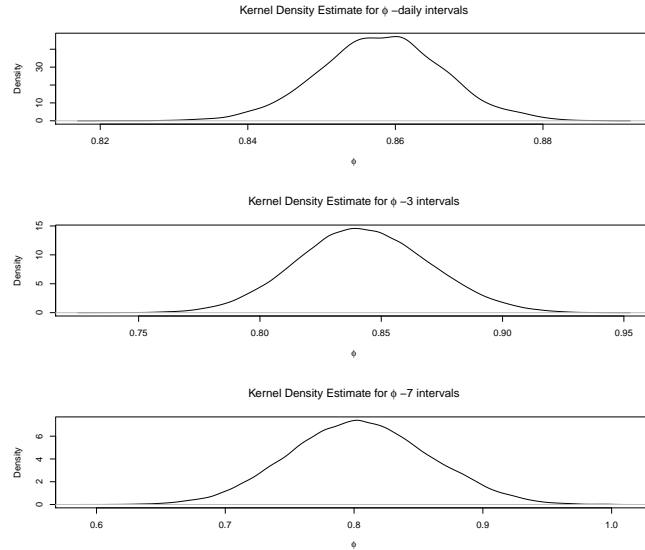 Kernel Density Estimate for ϕ −daily intervals
Density
30
10
0
0.82 0.84 0.86 0.88
ϕ
Kernel Density Estimate for ϕ −3 intervals
Density
15
10
5
0
0.75 0.80 0.85 0.90 0.95
ϕ
Kernel Density Estimate for ϕ −7 intervals
Density
6
4
2
0
0.6 0.7 0.8 0.9 1.0
ϕ